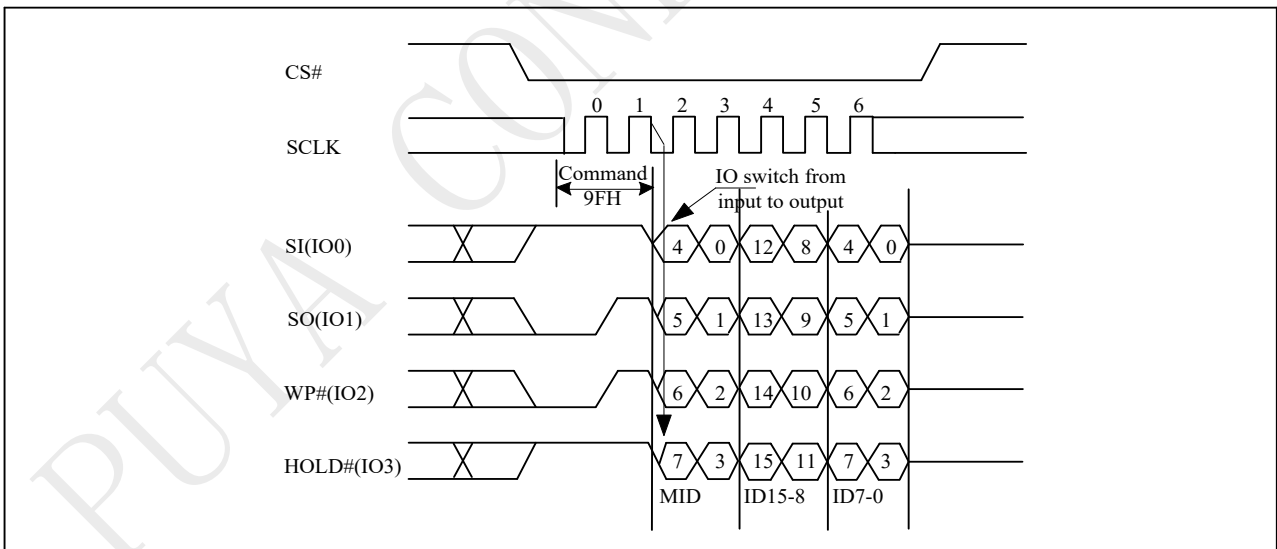 PUYA CON
CS#
0 1 2 3 4 5 6
SCLK
Command
9FH
IO switch from
input to output
SI(IO0)
4 0 12 8 4 0
SO(IO1)
5 1 13 9 5 1
WP#(IO2)
6 2 14 10 6 2
HOLD#(IO3)
7 3 15 11 7 3
MID ID15-8 ID7-0